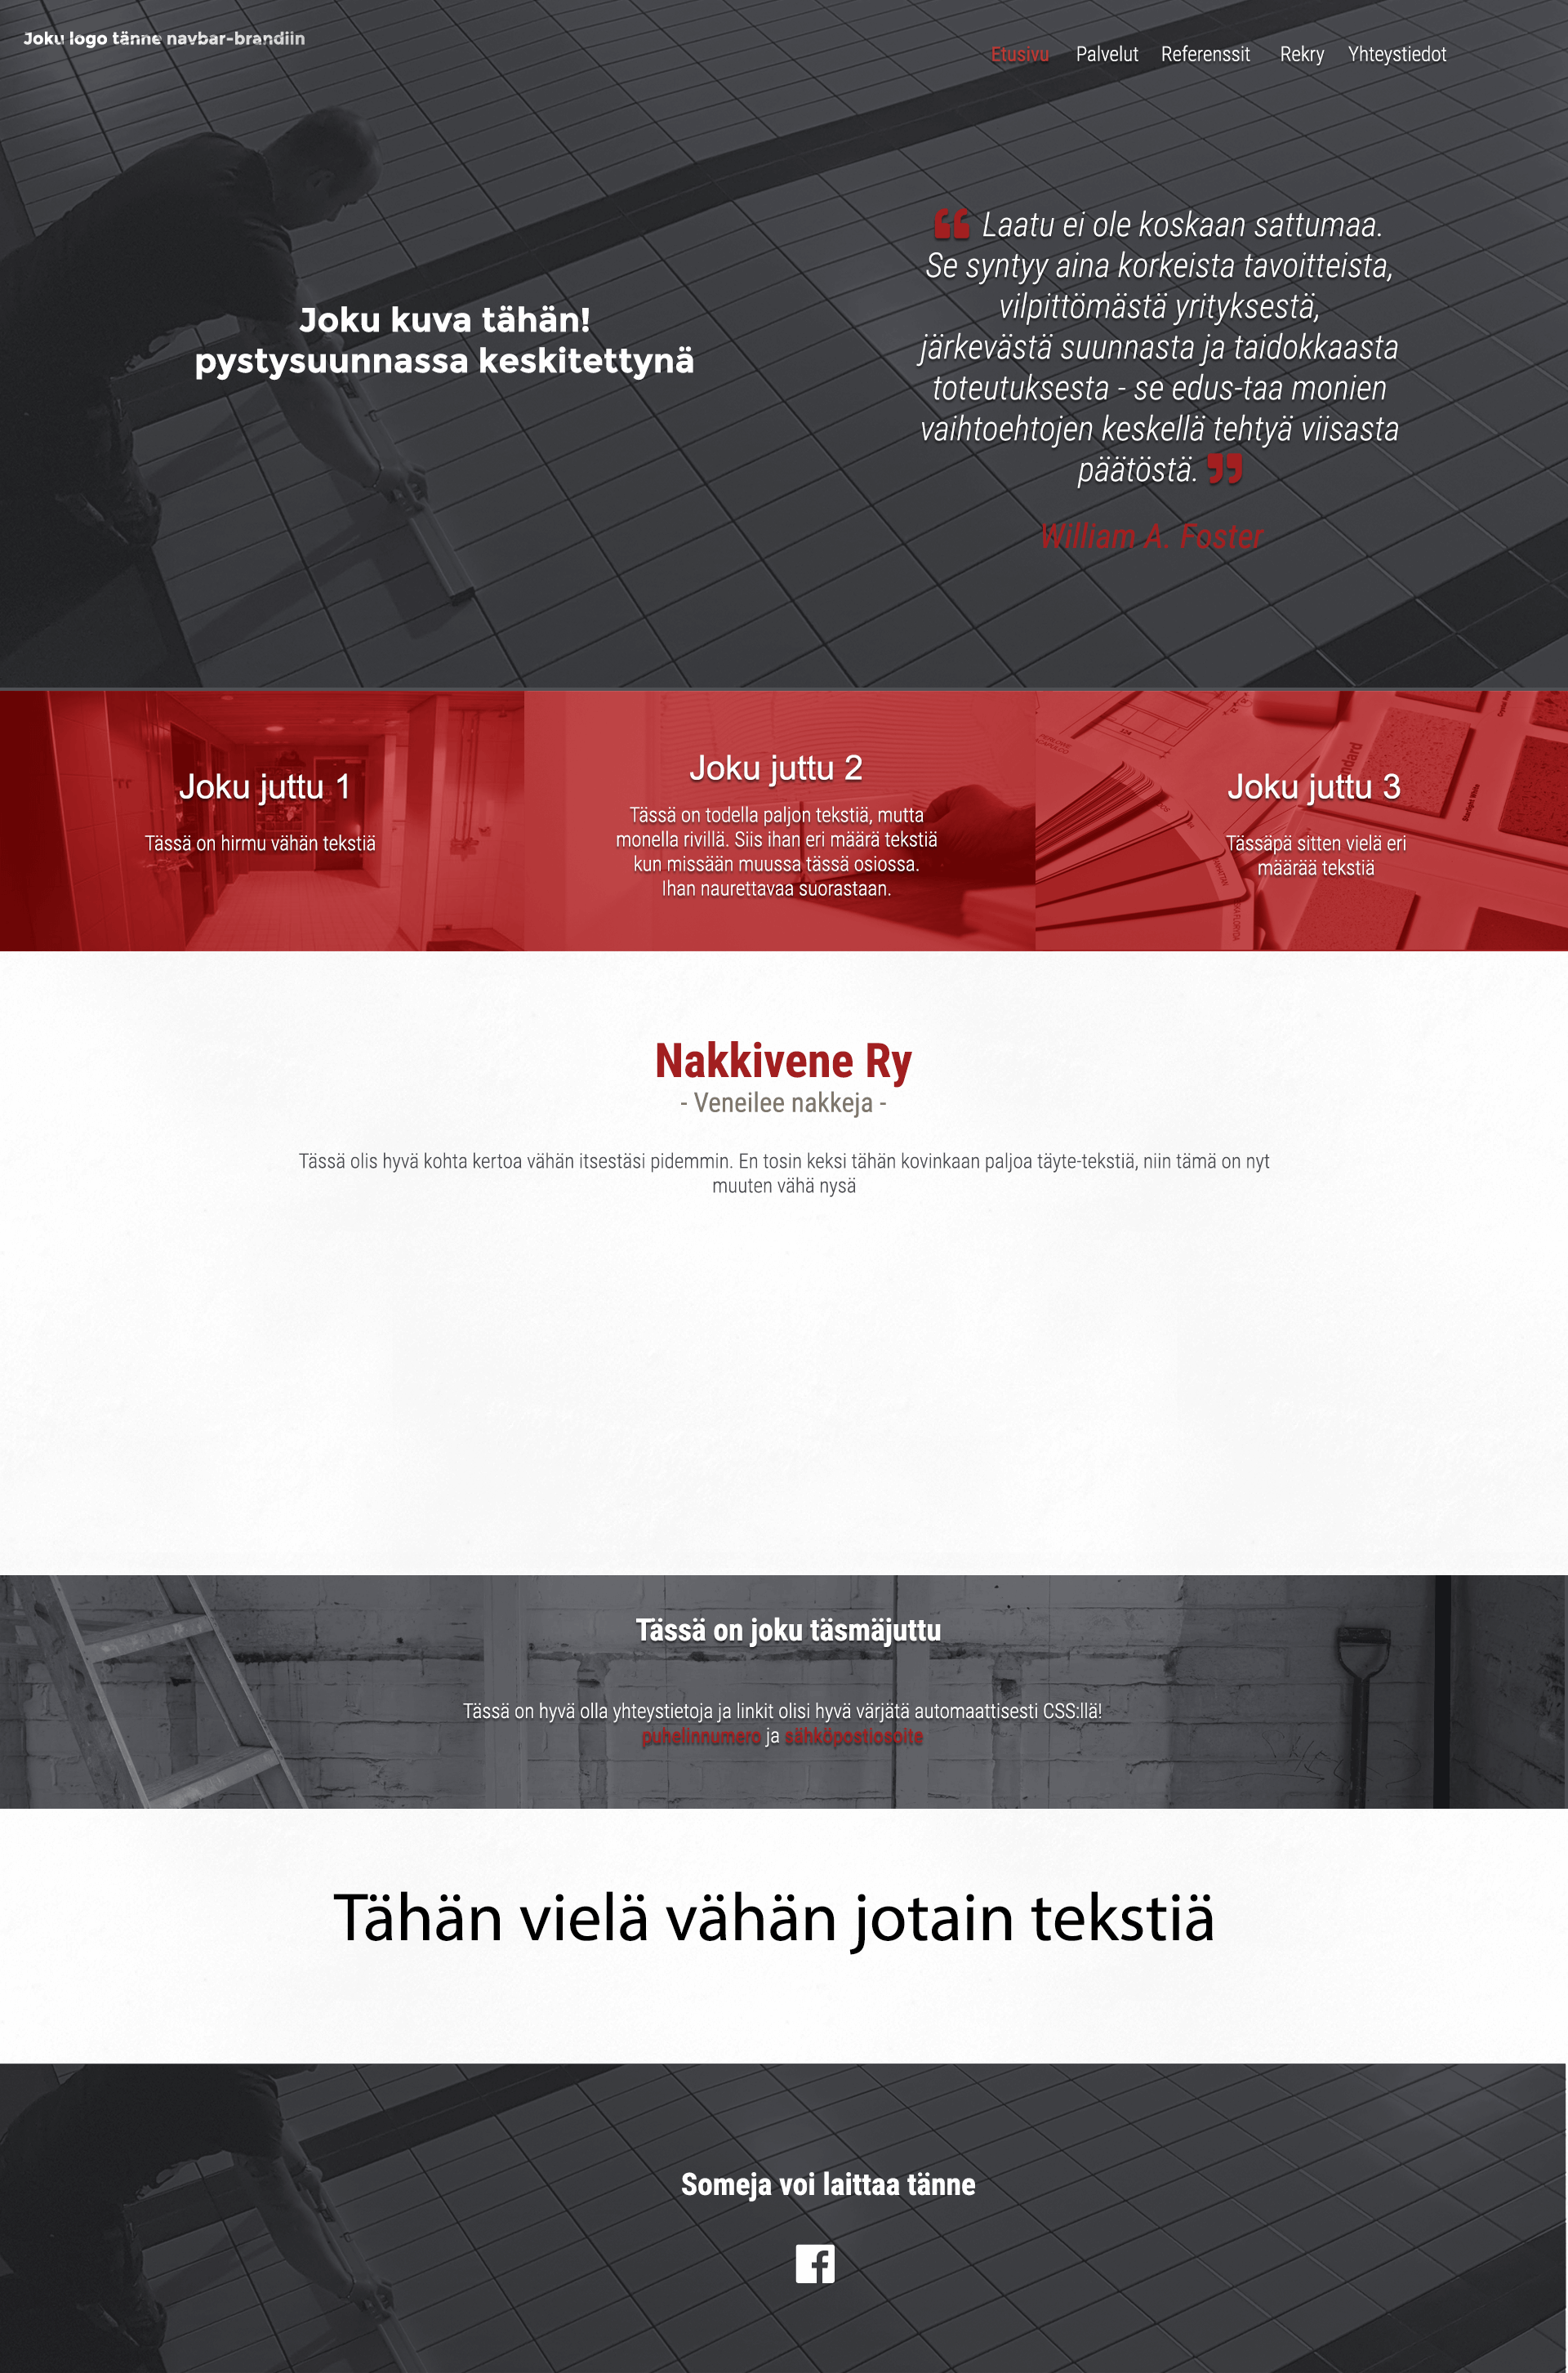 Joku logo tänne navbar-brandiin
Etusivu Palvelut Referenssit Rekry Yhteystiedot
Joku kuva tähän!
pystysuunnassa keskitettynä
“ Laatu ei ole koskaan sattumaa.
Se syntyy aina korkeista tavoitteista,
vilpittömästä yrityksestä,
järkevästä suunnasta ja taidokkaasta
toteutuksesta - se edus-taa monien
vaihtoehtojen keskellä tehtyä viisasta
päätöstä. ”
William A. Foster
Joku juttu 1
Tässä on hirmu vähän tekstiä
Joku juttu 2
Tässä on todella paljon tekstiä, mutta
monella rivillä. Siis ihan eri määrä tekstiä
kun missään muussa tässä osiossa.
Ihan naurettavaa suorastaan.
Joku juttu 3
Tässäpä sitten vielä eri
määrää tekstiä
Nakkivene Ry
- Veneilee nakkeja -
Tässä olis hyvä kohta kertoa vähän itsestäsi pidemmin. En tosin keksi tähän kovinkaan paljoa täyte-tekstiä, niin tämä on nyt
muuten vähä nysä
Tässä on joku täsmäjuttu
Tässä on hyvä olla yhteystietoja ja linkit olisi hyvä värjätä automaattisesti CSS:llä!
puhelinnumero ja sähköpostiosoite
Tähän vielä vähän jotain tekstiä
Someja voi laittaa tänne